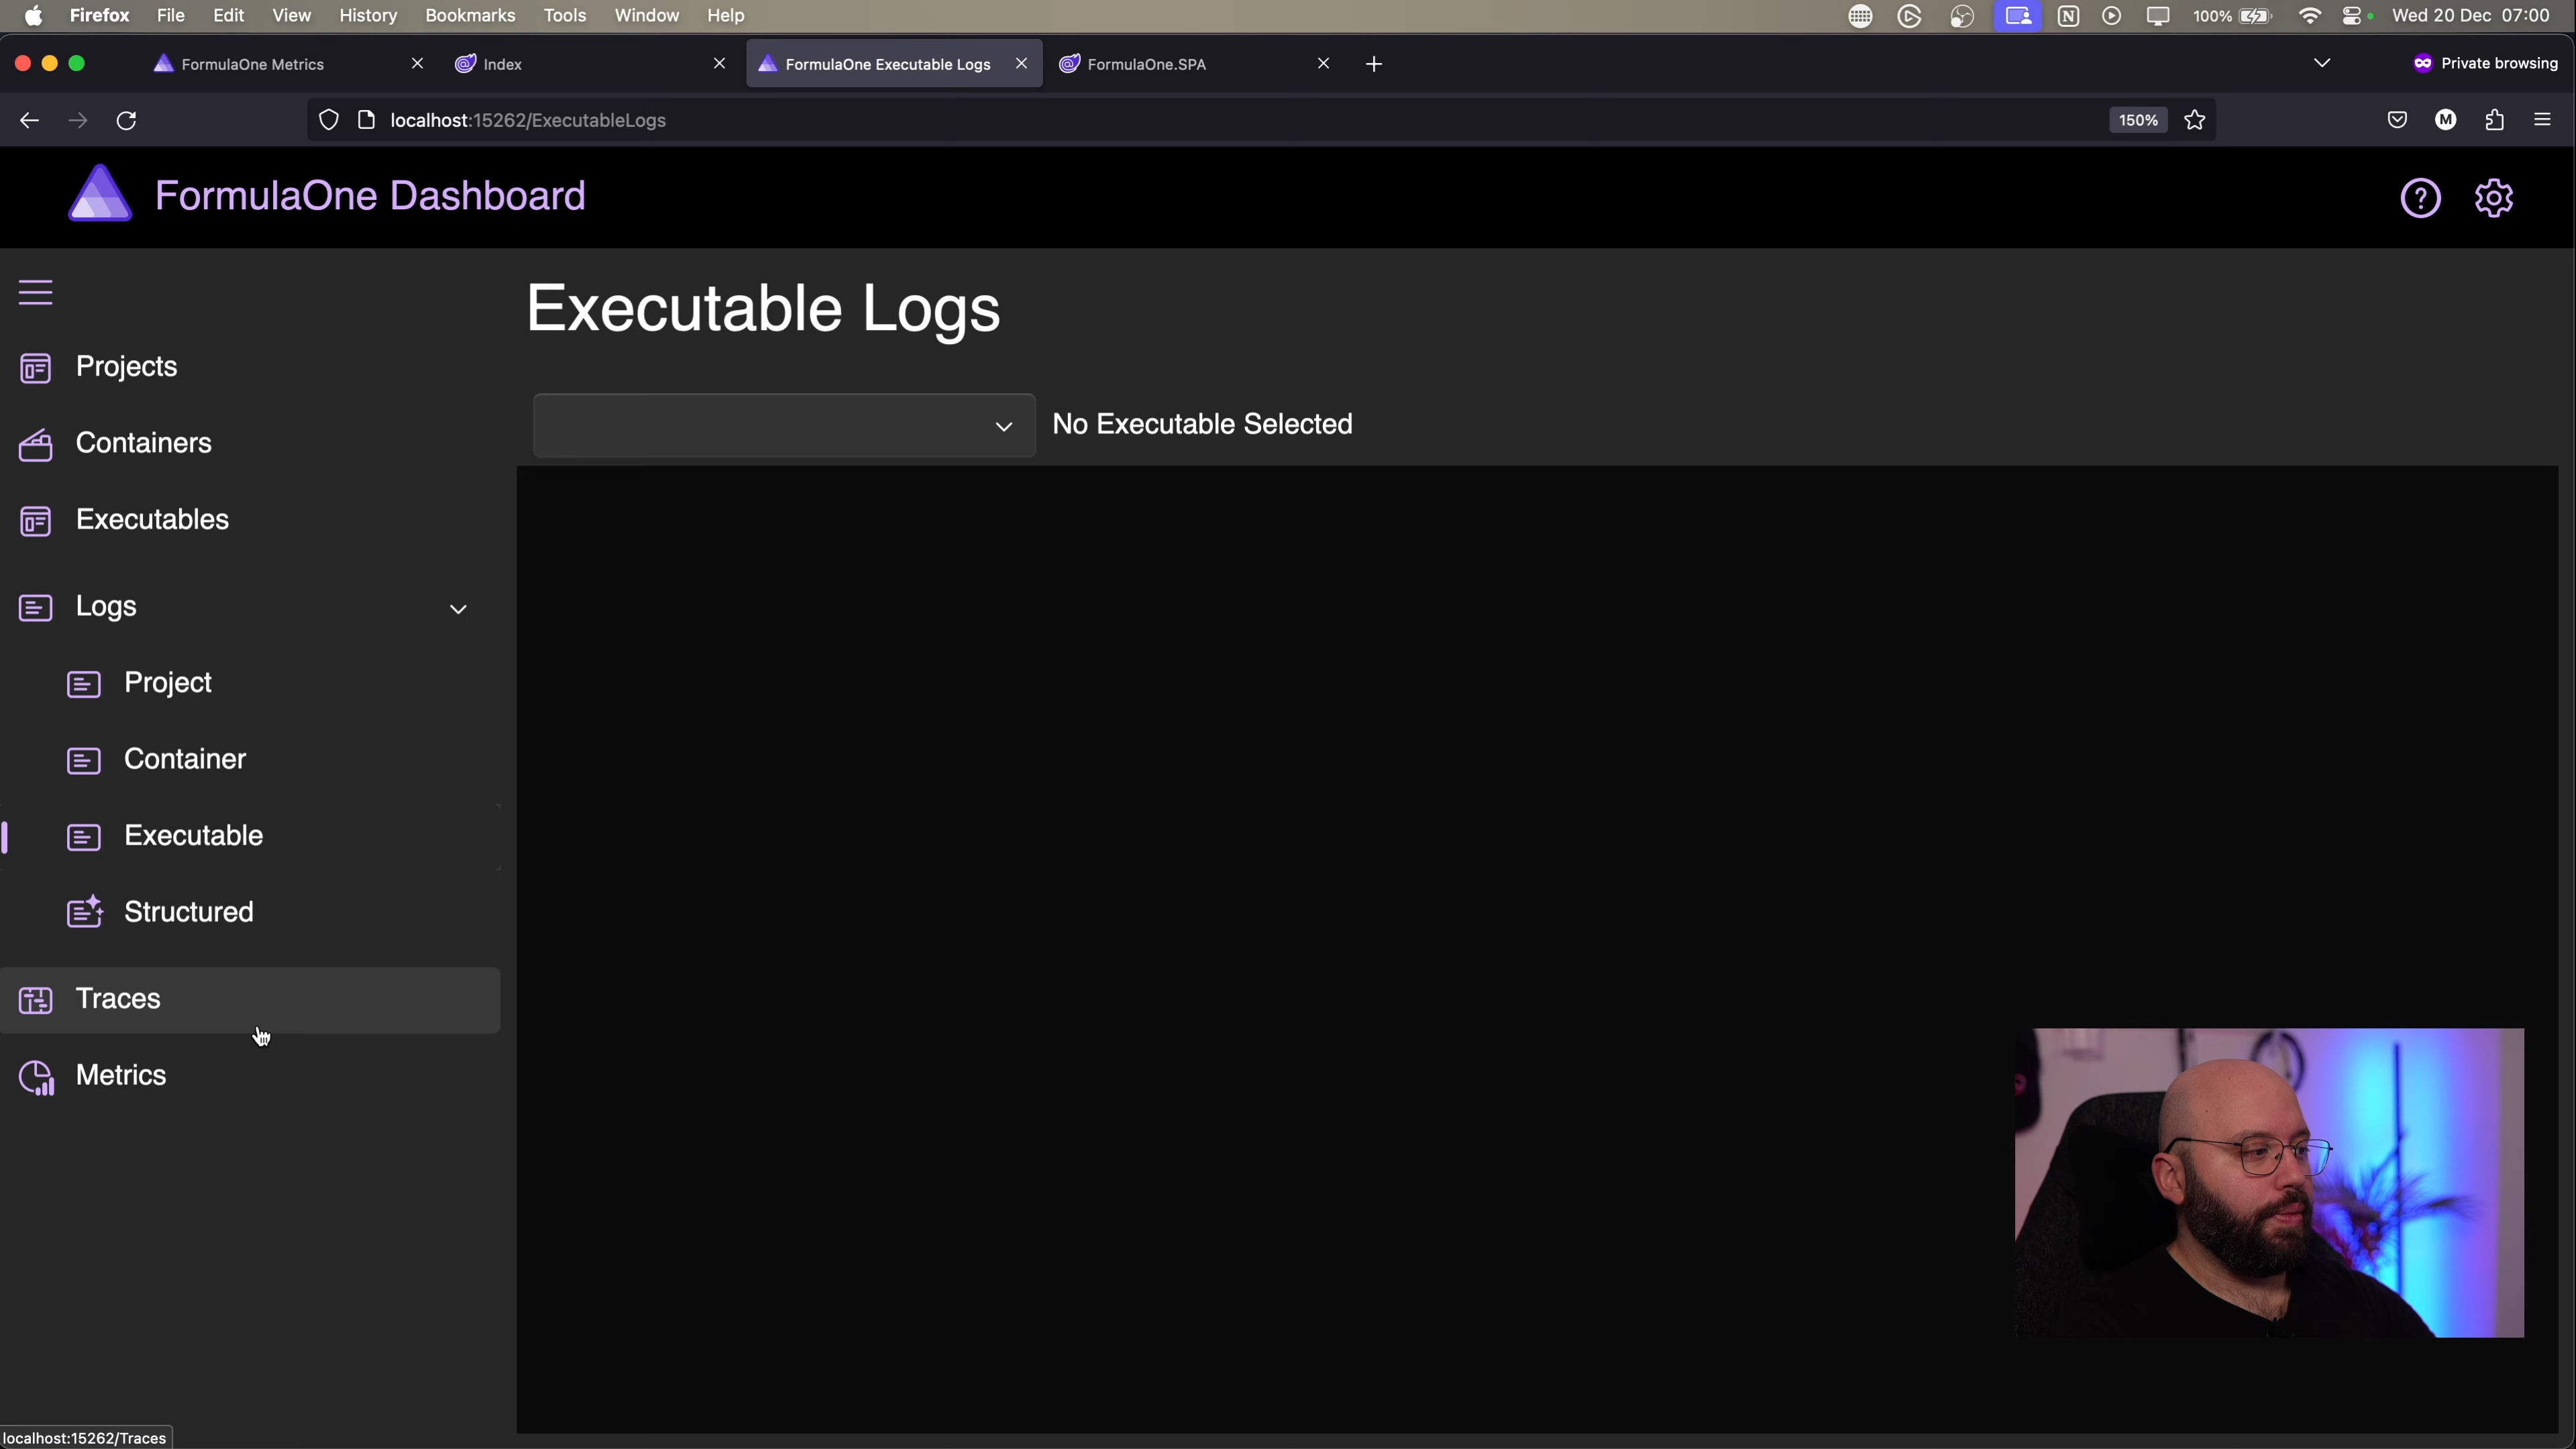 Firefox File Edit View History Bookmarks Tools Window Help 100% Wed 20 Dec 07:00
FormulaOne Metrics Index FormulaOne Executable Logs FormulaOne.SPA Private browsing
localhost:15262/ExecutableLogs 150% M
FormulaOne Dashboard ?
Executable Logs
Projects
No Executable Selected
Containers
Executables
Logs
Project
Container
Executable
Structured
Traces
Metrics
localhost:15262/Traces